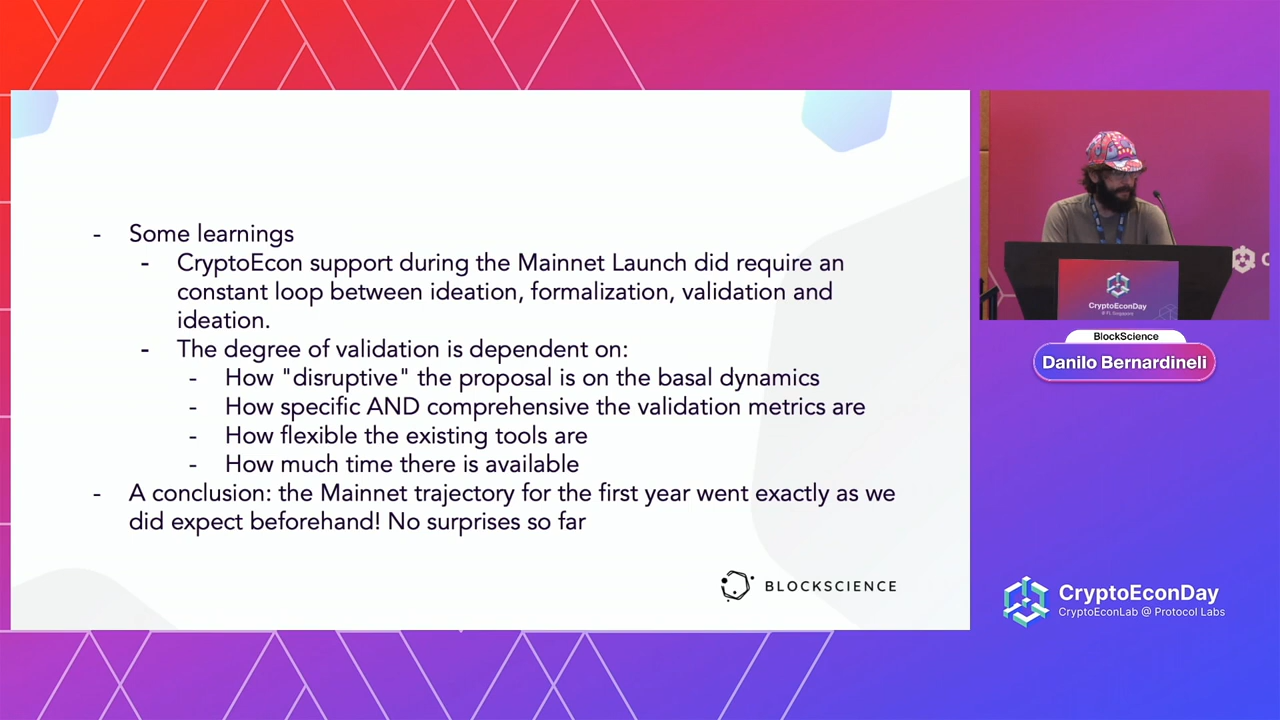 - Some learnings
- CryptoEcon support during the Mainnet Launch did require an
constant loop between ideation, formalization, validation and
ideation.
- The degree of validation is dependent on:
- How "disruptive" the proposal is on the basal dynamics
- How specific AND comprehensive the validation metrics are
- How flexible the existing tools are
- How much time there is available
- A conclusion: the Mainnet trajectory for the first year went exactly as we
did expect beforehand! No surprises so far
BLOCKSCIENCE
CryptoEconDay
BlockScience
Danilo Bernardineli
CryptoEconDay
CryptoEconLab @ Protocol Labs